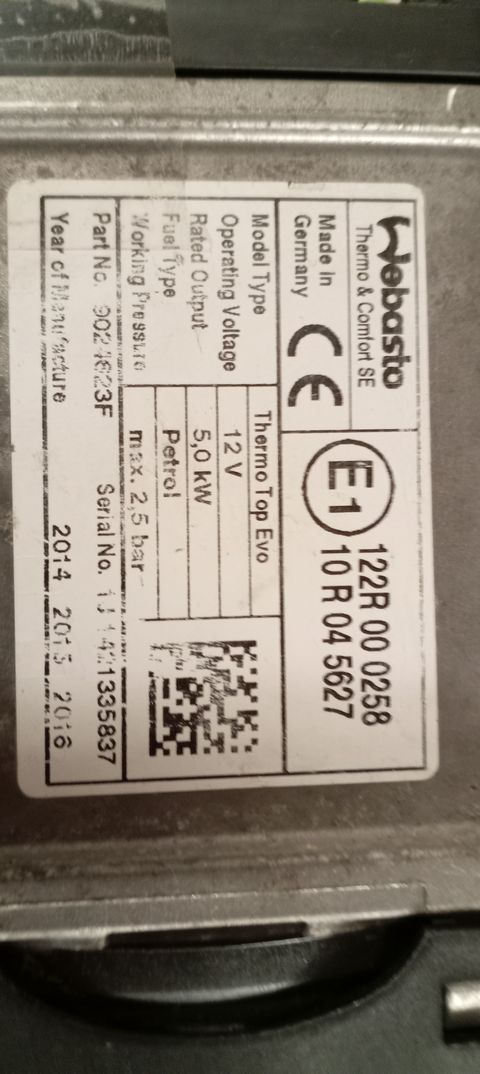 Webasto
Thermo & Comfort SE
Made in
Germany
CE
E1
122R 00 0258
10 R 04 5627
Model Type Thermo Top Evo
Operating Voltage 12 V
Rated Output 5,0 kW
Fuel Type Petrol
Working Pressure max. 2,5 bar
Part No. Serial No.
Year of Manufacture 2014 2015 2016